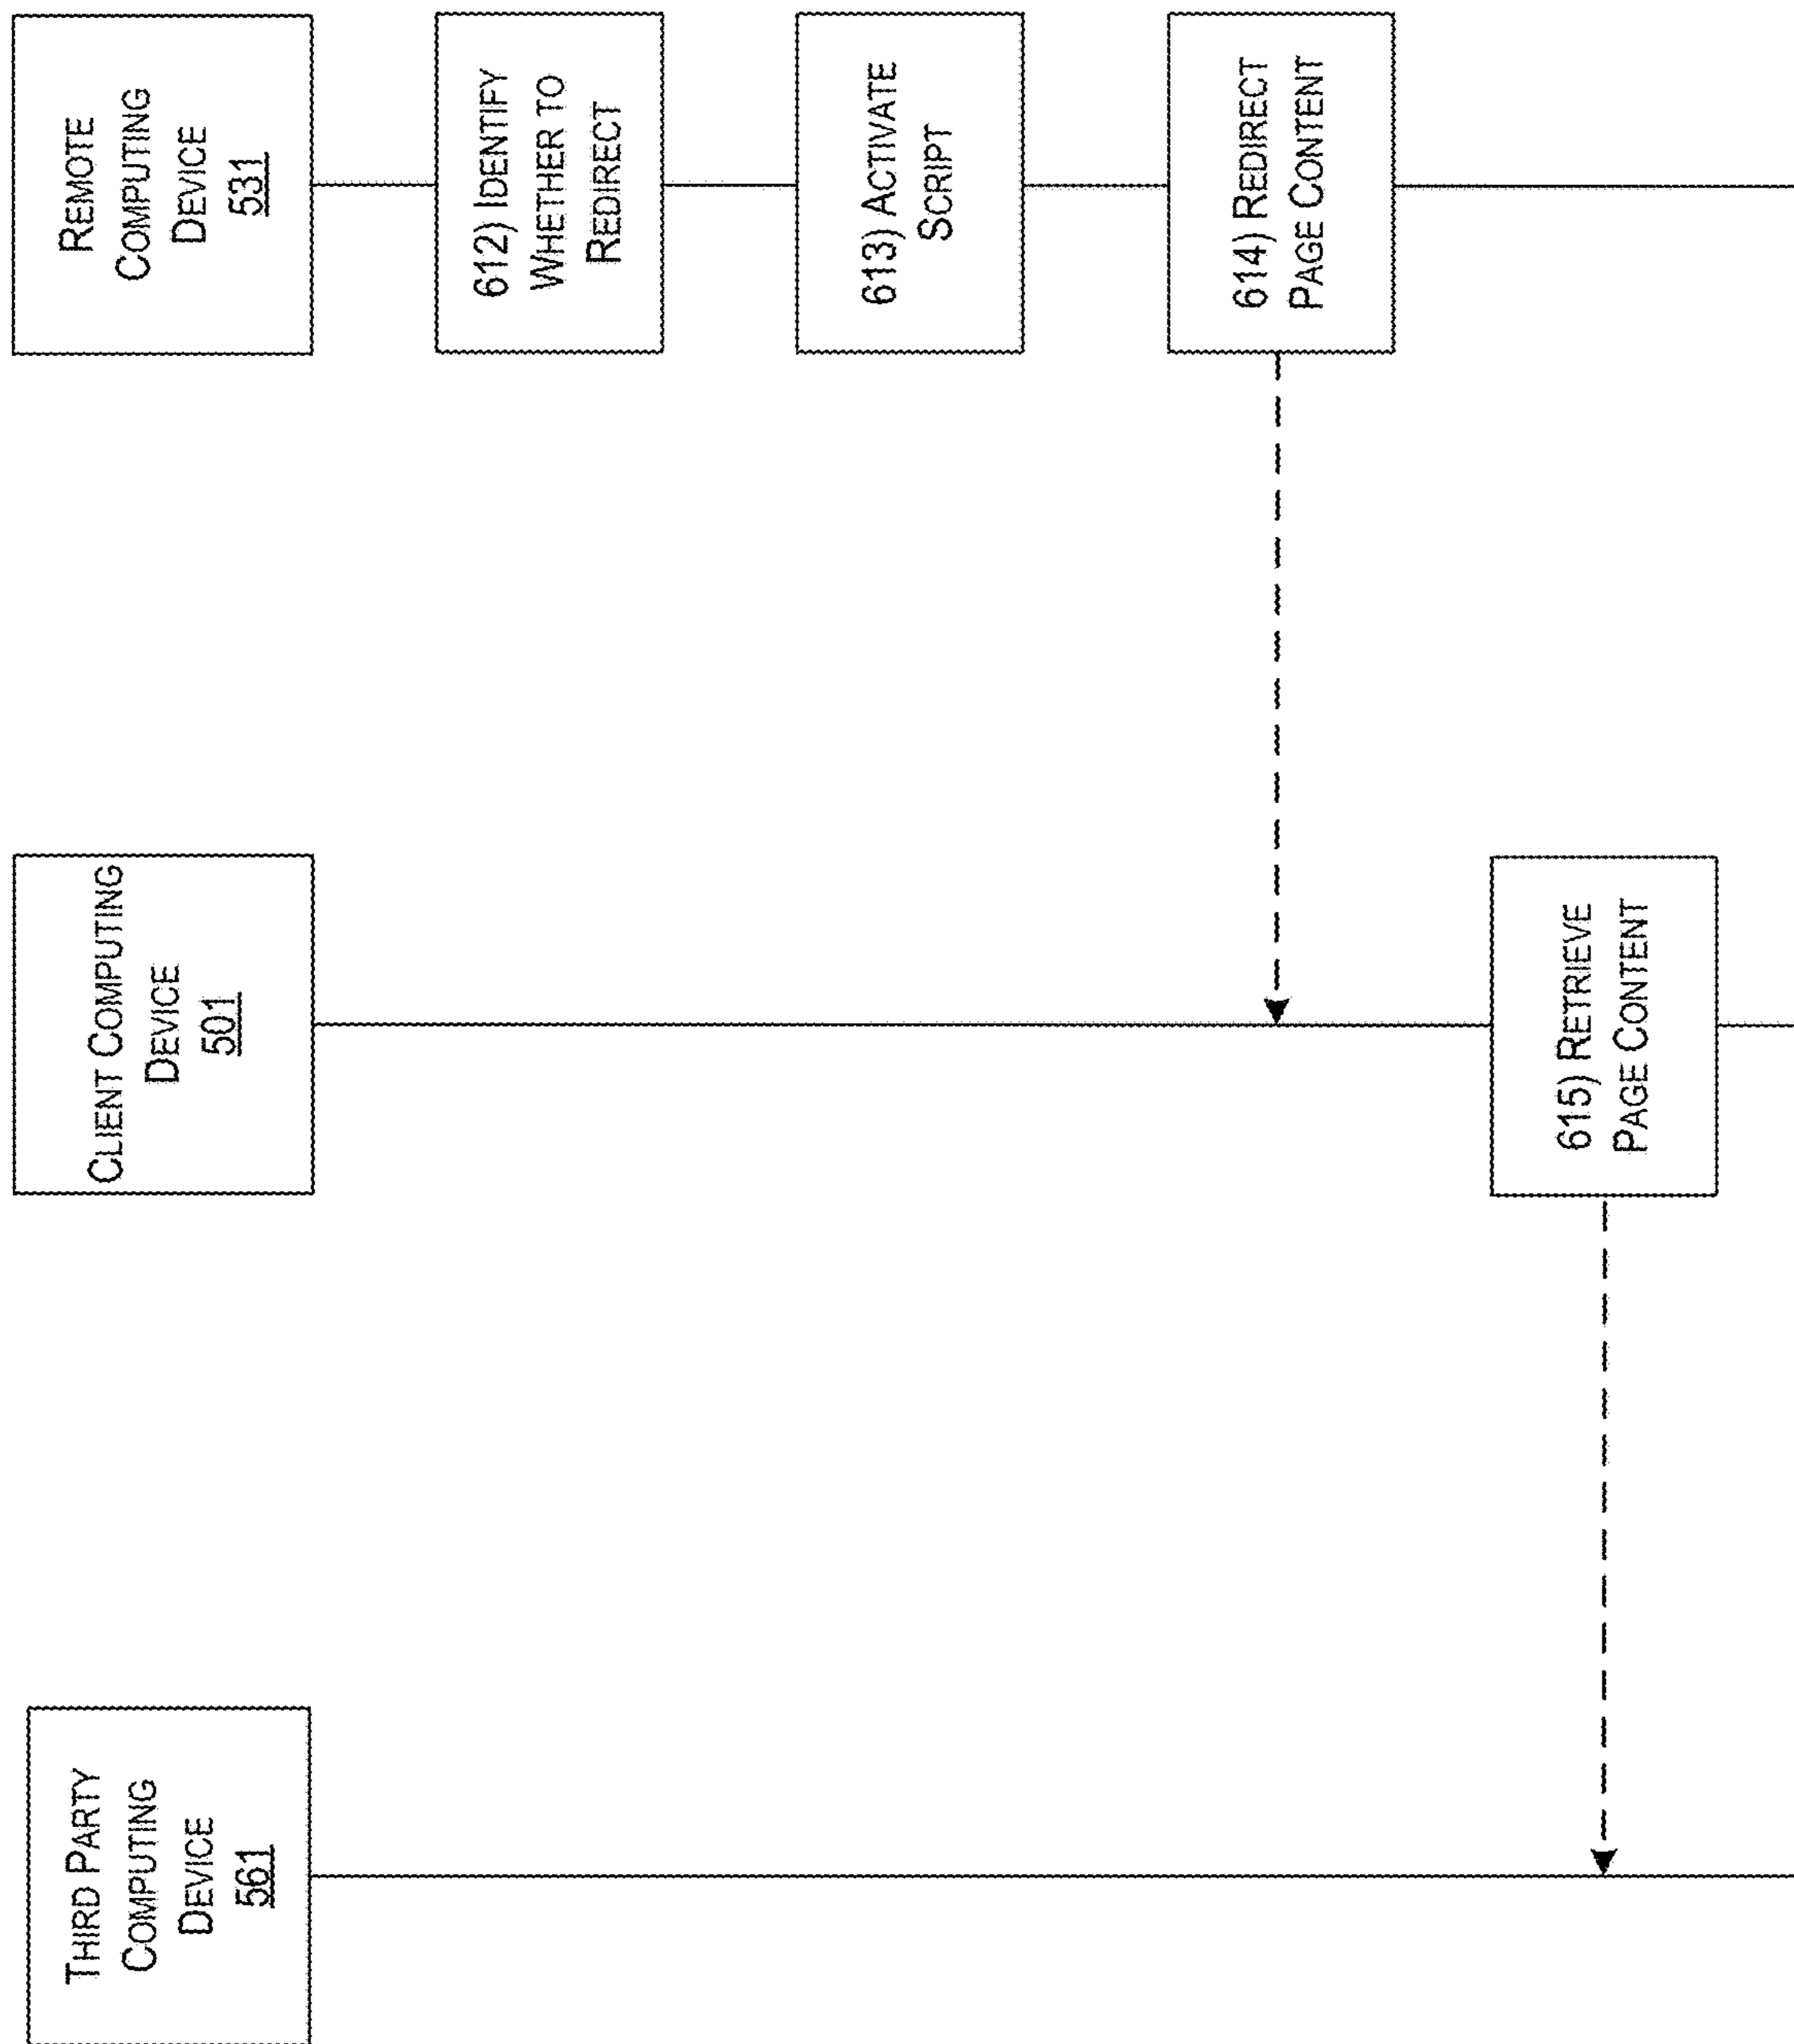 THIRD PARTY
COMPUTING
DEVICE
561
CLIENT COMPUTING
DEVICE
501
REMOTE
COMPUTING
DEVICE
531
612) IDENTIFY
WHETHER TO
REDIRECT
613) ACTIVATE
SCRIPT
614) REDIRECT
PAGE CONTENT
615) RETRIEVE
PAGE CONTENT